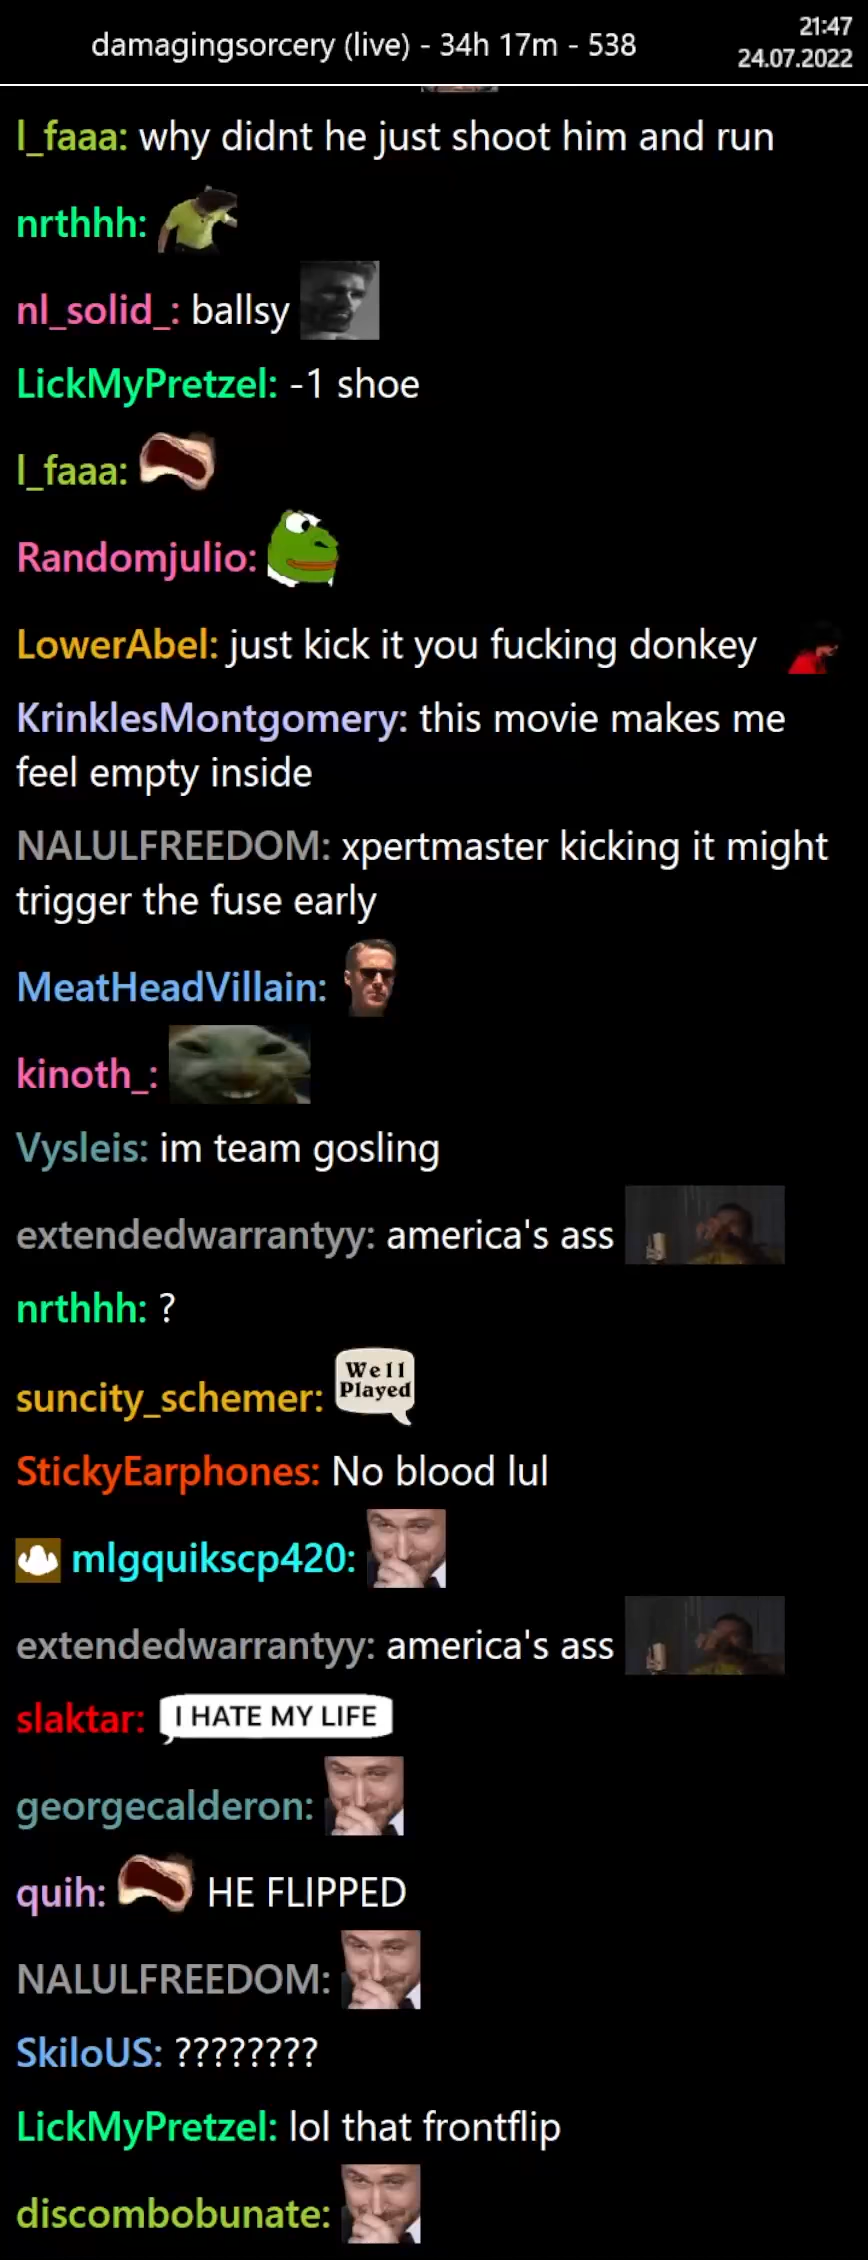 damagingsorcery (live) - 34h 17m - 538
21:47
24.07.2022
l_faaa: why didnt he just shoot him and run
nrthhh:
nl_solid_: ballsy
LickMyPretzel: -1 shoe
l_faaa:
Randomjulio:
LowerAbel: just kick it you fucking donkey
KrinklesMontgomery: this movie makes me
feel empty inside
NALULFREEDOM: xpertmaster kicking it might
trigger the fuse early
MeatHeadVillain:
kinoth_:
Vysleis: im team gosling
extendedwarrantyy: america's ass
nrthhh: ?
suncity_schemer: Well
Played
StickyEarphones: No blood lul
mlgquikscp420:
extendedwarrantyy: america's ass
slaktar: I HATE MY LIFE
georgecalderon:
quih: HE FLIPPED
NALULFREEDOM:
SkiloUS: ????????
LickMyPretzel: lol that frontflip
discombobunate: